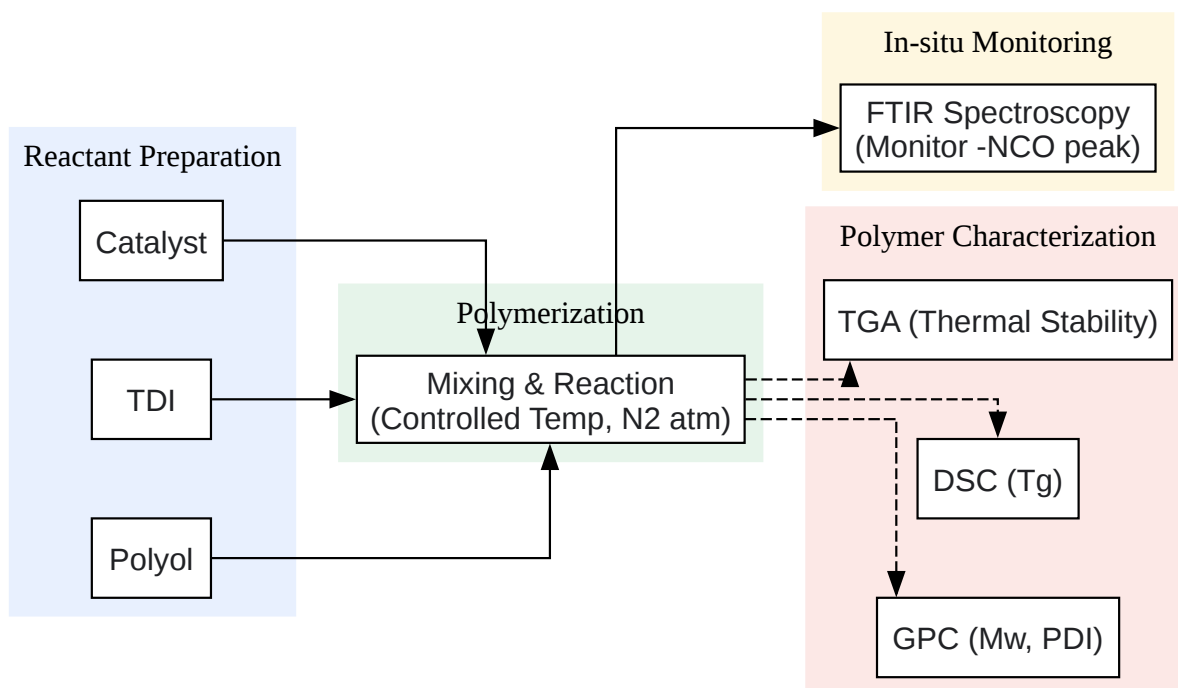 Reactant Preparation
Catalyst
TDI
Polyol
Polymerization
Mixing & Reaction
(Controlled Temp, N2 atm)
In-situ Monitoring
FTIR Spectroscopy
(Monitor -NCO peak)
Polymer Characterization
TGA (Thermal Stability)
DSC (Tg)
GPC (Mw, PDI)